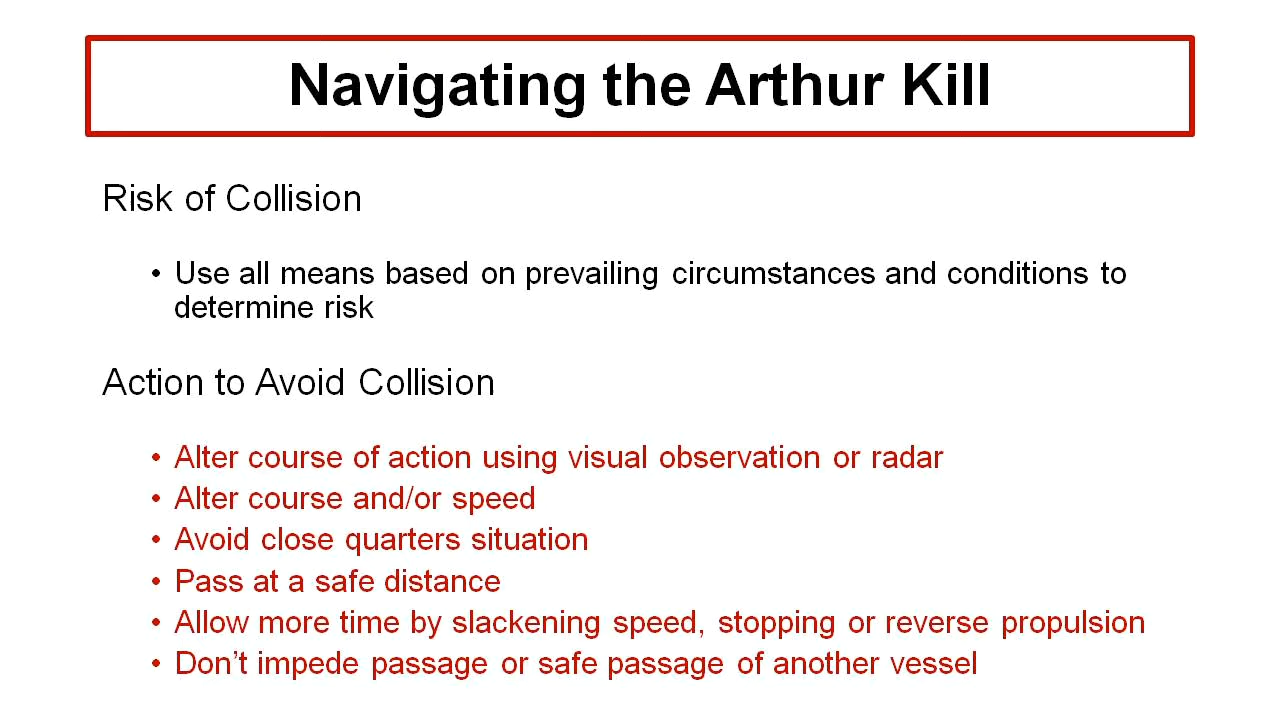 Navigating the Arthur Kill
Risk of Collision
• Use all means based on prevailing circumstances and conditions to
determine risk
Action to Avoid Collision
• Alter course of action using visual observation or radar
• Alter course and/or speed
• Avoid close quarters situation
• Pass at a safe distance
• Allow more time by slackening speed, stopping or reverse propulsion
• Don’t impede passage or safe passage of another vessel